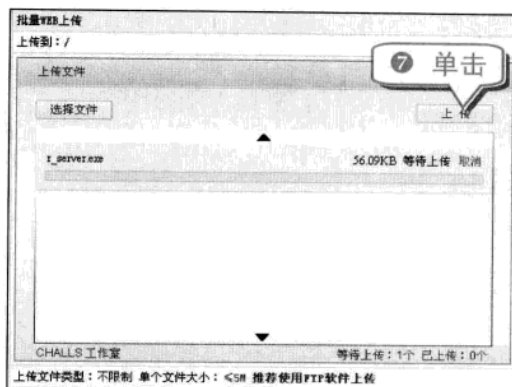 批量WEB上传
上传到：/
上传文件
❼ 单击
选择文件
上传
r_server.exe 56.09KB 等待上传 取消
CHALLS 工作室 等待上传：1个 已上传：0个
上传文件类型：不限制 单个文件大小：≤5M 推荐使用FTP软件上传